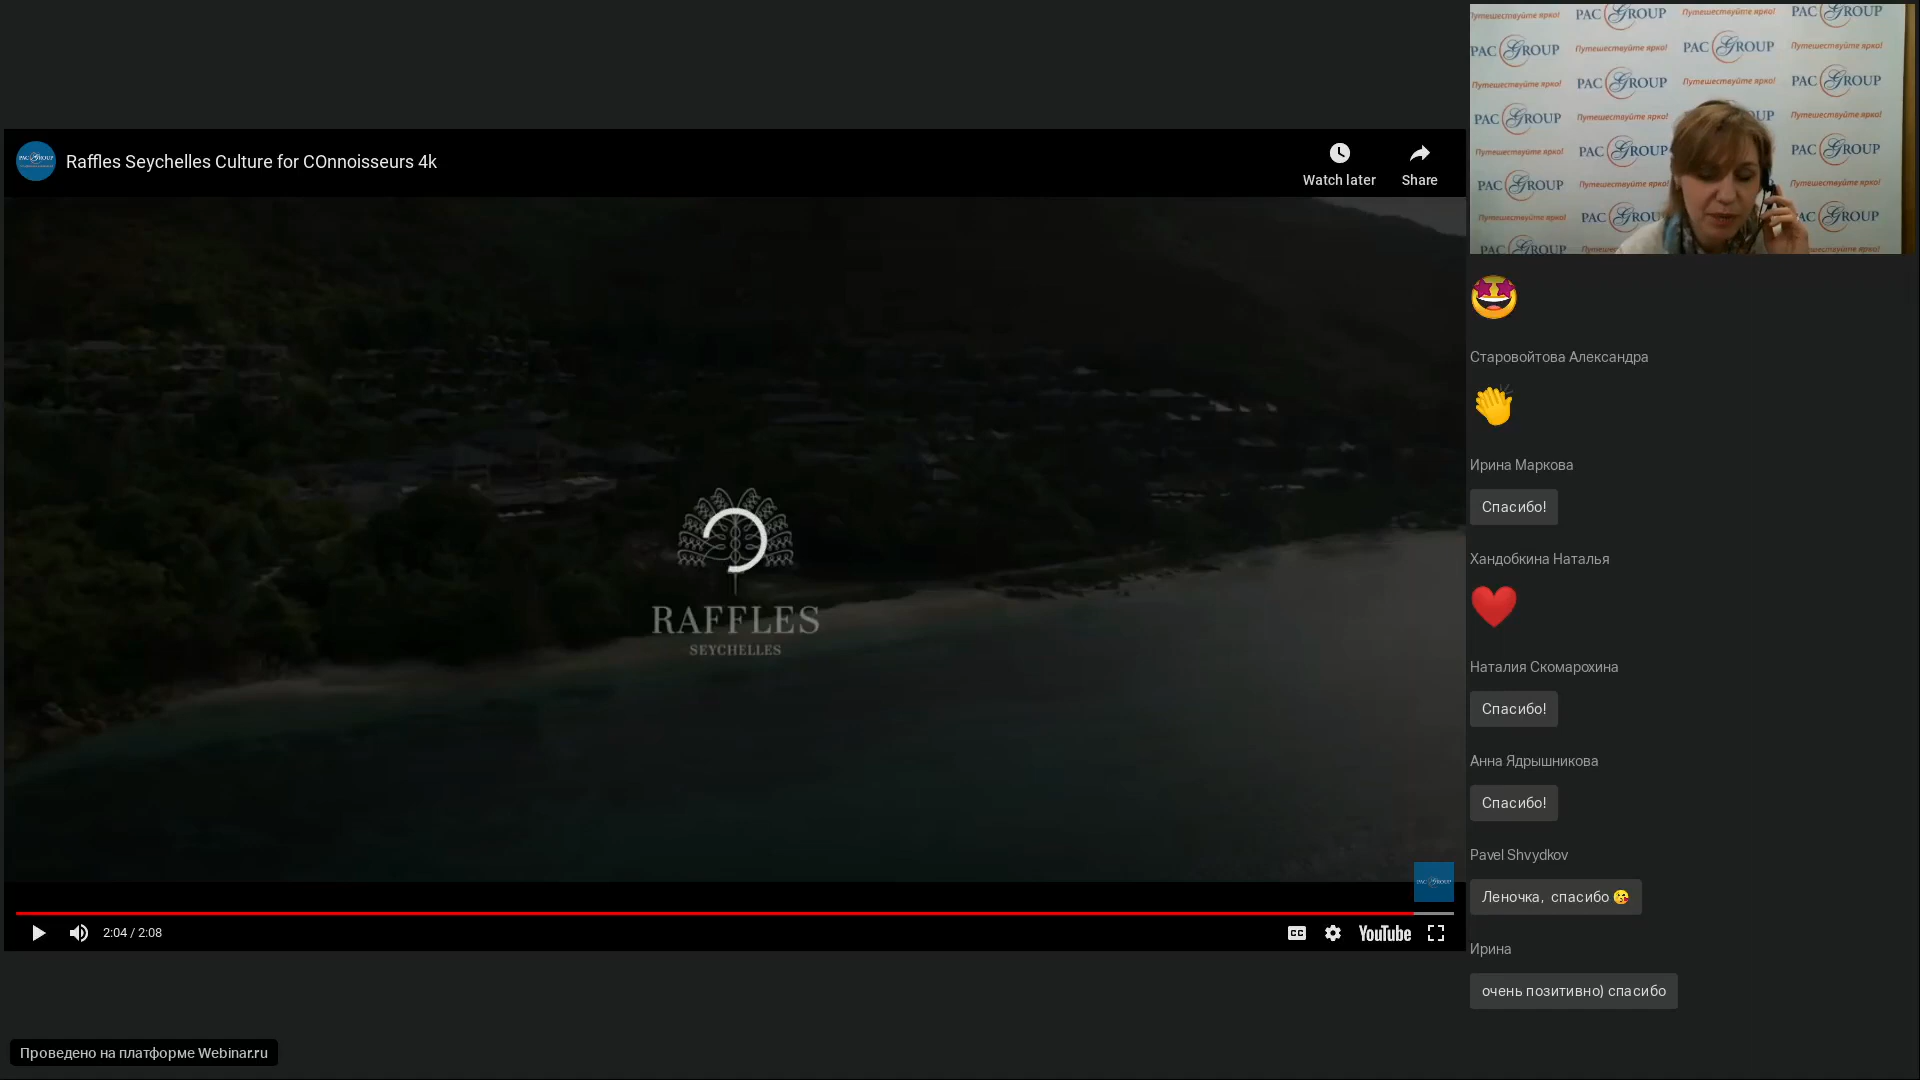 Raffles Seychelles Culture for COnnoisseurs 4k
Watch later
Share
RAFFLES
SEYCHELLES
2:04 / 2:08
CC
YouTube
PAC GROUP
Путешествуйте ярко!
Старовойтова Александра
Ирина Маркова
Спасибо!
Хандобкина Наталья
Наталия Скомарохина
Спасибо!
Анна Ядрышникова
Спасибо!
Pavel Shvydkov
Леночка, спасибо 😘
Ирина
очень позитивно) спасибо
Проведено на платформе Webinar.ru